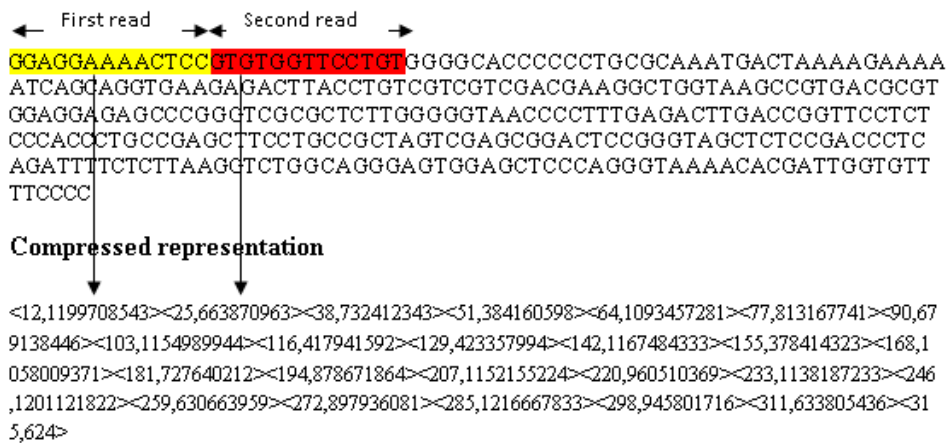 First read Second read
GGAGGAAAACTCCGTGTGGTTCCTGTGGGGCACCCCCCTGCGCAAATGACTAAAAGAAAA
ATCAGCAGGTGAAGAGACTTACCTGTCGTCGTCGACGAAGGCTGGTAAGCCGTGACGCGT
GGAGGAGAGCCCGGGTCGCGCTCTTGGGGGTAACCCCTTTGAGACTTGACCGGTTCCTCT
CCCACCCTGCCGAGCTTCCTGCCGCTAGTCGAGCGGACTCCGGGTAGCTCTCCGACCCTC
AGATTTTCTCTTAAGGTCTGGCAGGGAGTGGAGCTCCCAGGGTAAAACACGATTGGTGTT
TTCCCC
Compressed representation
<12,1199708543><25,663870963><38,732412343><51,384160598><64,1093457281><77,813167741><90,67
9138446><103,1154989944><116,417941592><129,423357994><142,1167484333><155,378414323><168,1
058009371><181,727640212><194,878671864><207,1152155224><220,960510369><233,1138187233><246
,1201121822><259,630663959><272,897936081><285,1216667833><298,945801716><311,633805436><31
5,624>